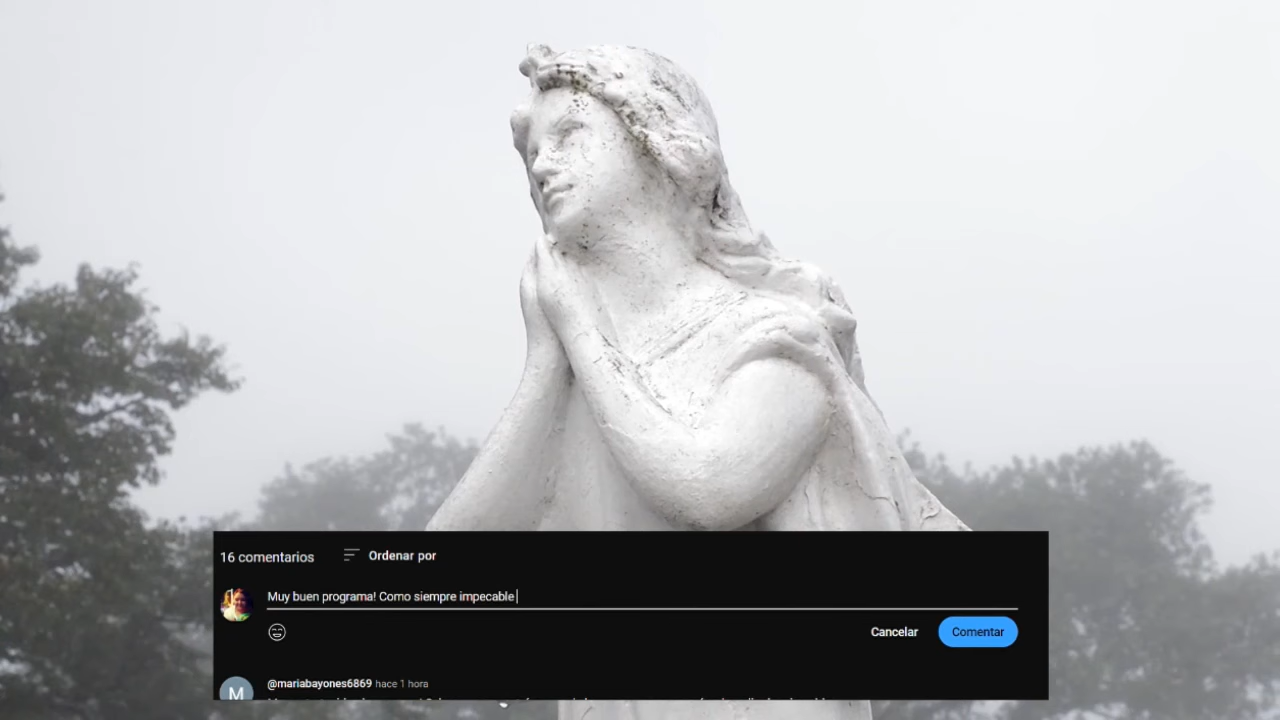 16 comentarios
Ordenar por
Muy buen programa! Como siempre impecable
Cancelar
Comentar
M
@mariabayones6869 hace 1 hora